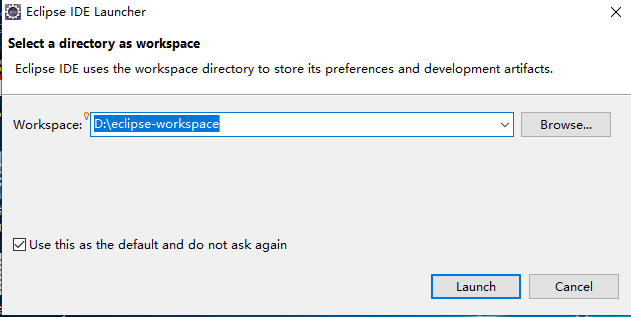 Eclipse IDE Launcher
Select a directory as workspace
Eclipse IDE uses the workspace directory to store its preferences and development artifacts.
Workspace: D:\eclipse-workspace Browse...
Use this as the default and do not ask again
Launch Cancel